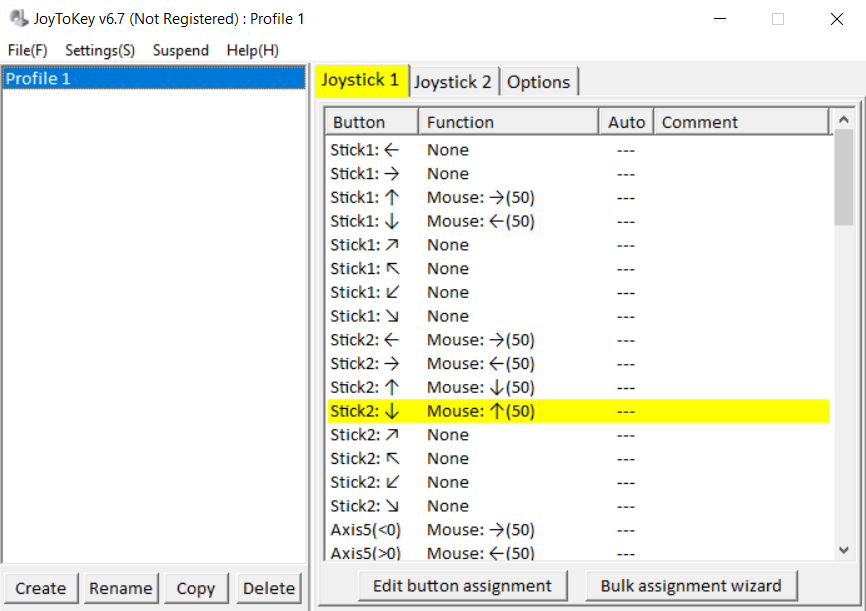 JoyToKey v6.7 (Not Registered) : Profile 1
File(F) Settings(S) Suspend Help(H)
Profile 1
Joystick 1 Joystick 2 Options
Button Function Auto Comment
Stick1: ← None ---
Stick1: → None ---
Stick1: ↑ Mouse: →(50) ---
Stick1: ↓ Mouse: ←(50) ---
Stick1: ↗ None ---
Stick1: ↖ None ---
Stick1: ↙ None ---
Stick1: ↘ None ---
Stick2: ← Mouse: →(50) ---
Stick2: → Mouse: ←(50) ---
Stick2: ↑ Mouse: ↓(50) ---
Stick2: ↓ Mouse: ↑(50) ---
Stick2: ↗ None ---
Stick2: ↖ None ---
Stick2: ↙ None ---
Stick2: ↘ None ---
Axis5(<0) Mouse: →(50) ---
Axis5(>0) Mouse: ←(50) ---
Create Rename Copy Delete Edit button assignment Bulk assignment wizard